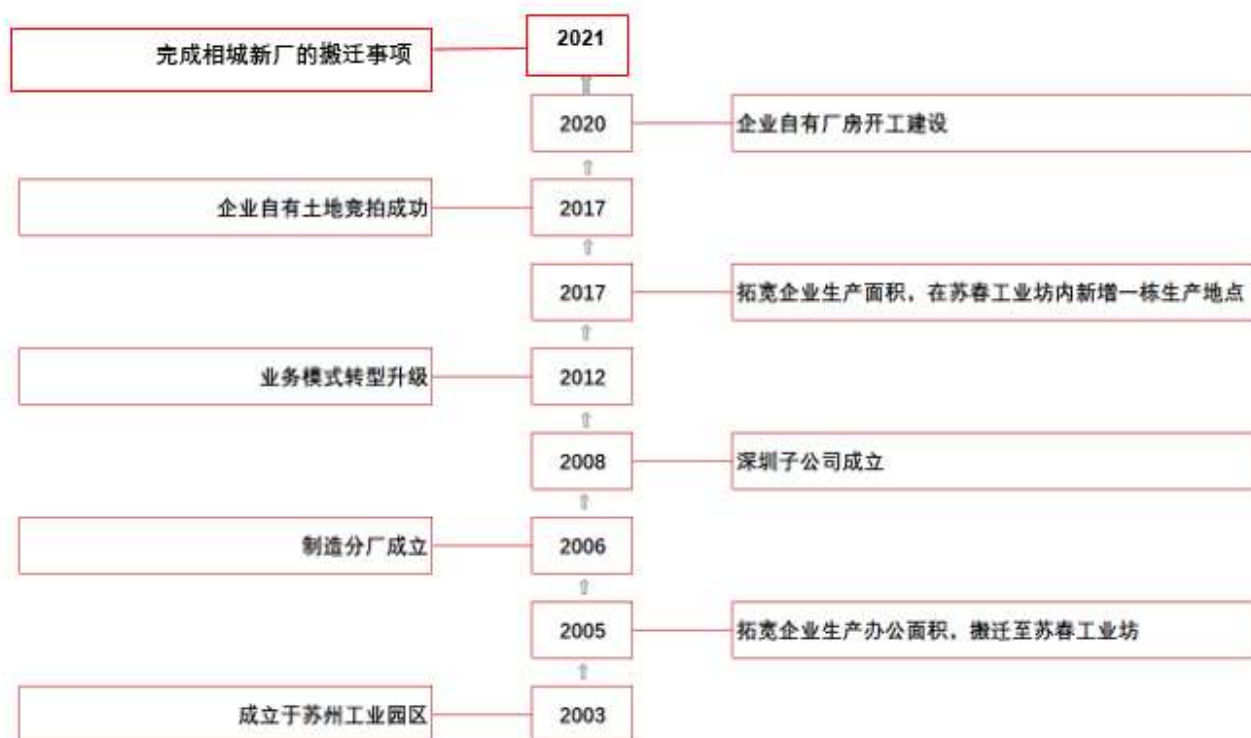 完成相城新厂的搬迁事项
2021
2020
企业自有厂房开工建设
企业自有土地竞拍成功
2017
2017
拓宽企业生产面积，在苏春工业坊内新增一栋生产地点
业务模式转型升级
2012
2008
深圳子公司成立
制造分厂成立
2006
2005
拓宽企业生产办公面积，搬迁至苏春工业坊
成立于苏州工业园区
2003